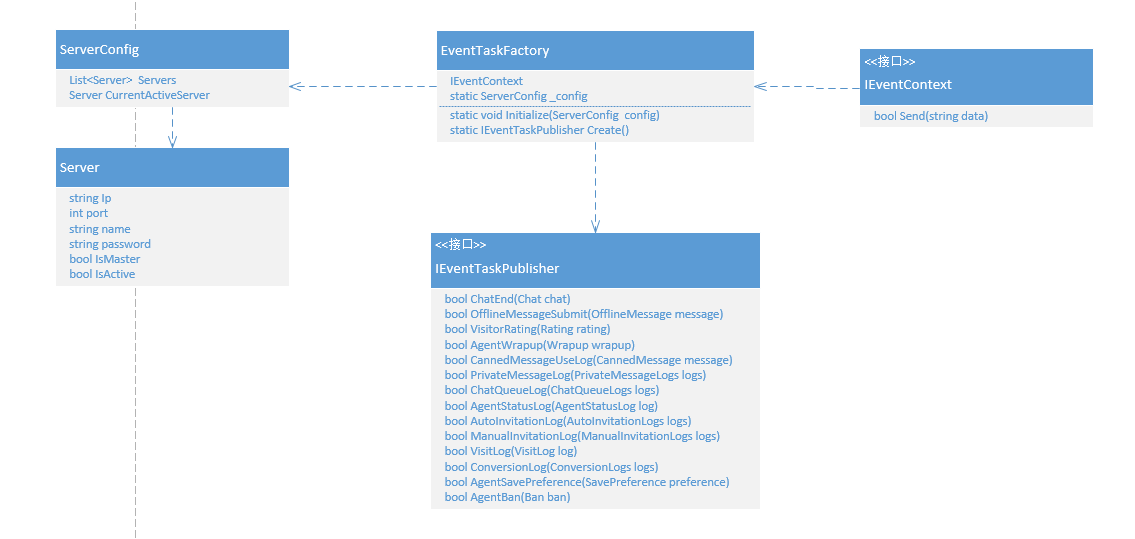 ServerConfig
List<Server>  Servers
Server CurrentActiveServer
Server
string Ip
int port
string name
string password
bool IsMaster
bool IsActive
EventTaskFactory
IEventContext
static ServerConfig _config
static void Initialize(ServerConfig  config)
static IEventTaskPublisher Create()
<<接口>>
IEventContext
bool Send(string data)
<<接口>>
IEventTaskPublisher
bool ChatEnd(Chat chat)
bool OfflineMessageSubmit(OfflineMessage message)
bool VisitorRating(Rating rating)
bool AgentWrapup(Wrapup wrapup)
bool CannedMessageUseLog(CannedMessage message)
bool PrivateMessageLog(PrivateMessageLogs logs)
bool ChatQueueLog(ChatQueueLogs logs)
bool AgentStatusLog(AgentStatusLog log)
bool AutoInvitationLog(AutoInvitationLogs logs)
bool ManualInvitationLog(ManualInvitationLogs logs)
bool VisitLog(VisitLog log)
bool ConversionLog(ConversionLogs logs)
bool AgentSavePreference(SavePreference preference)
bool AgentBan(Ban ban)